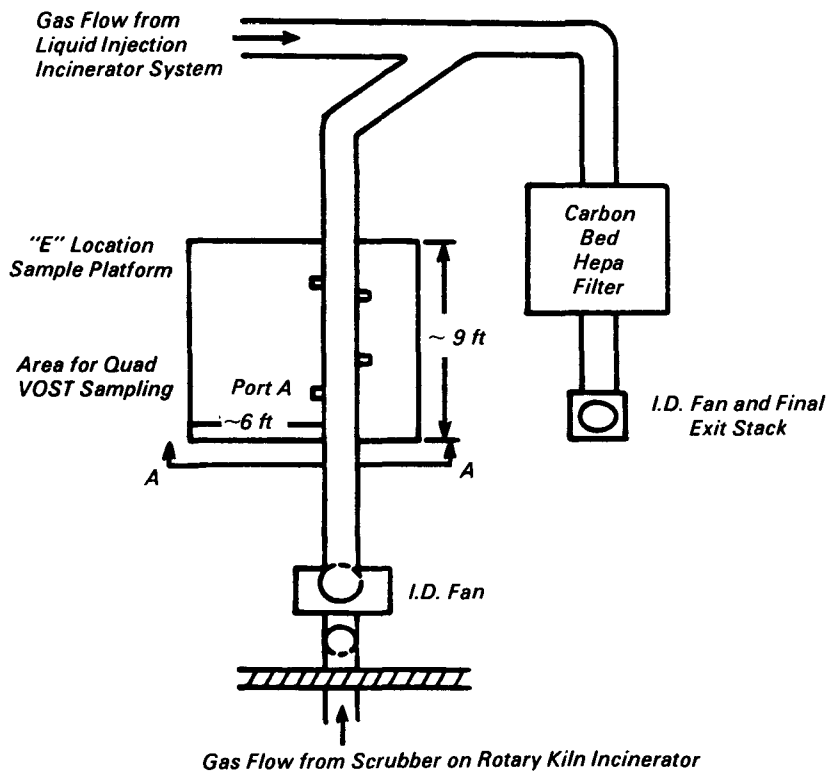 Gas Flow from
Liquid Injection
Incinerator System
Carbon
Bed
Hepa
Filter
"E" Location
Sample Platform
~ 9 ft
Area for Quad
VOST Sampling
Port A
~6 ft
I.D. Fan and Final
Exit Stack
A
A
I.D. Fan
Gas Flow from Scrubber on Rotary Kiln Incinerator